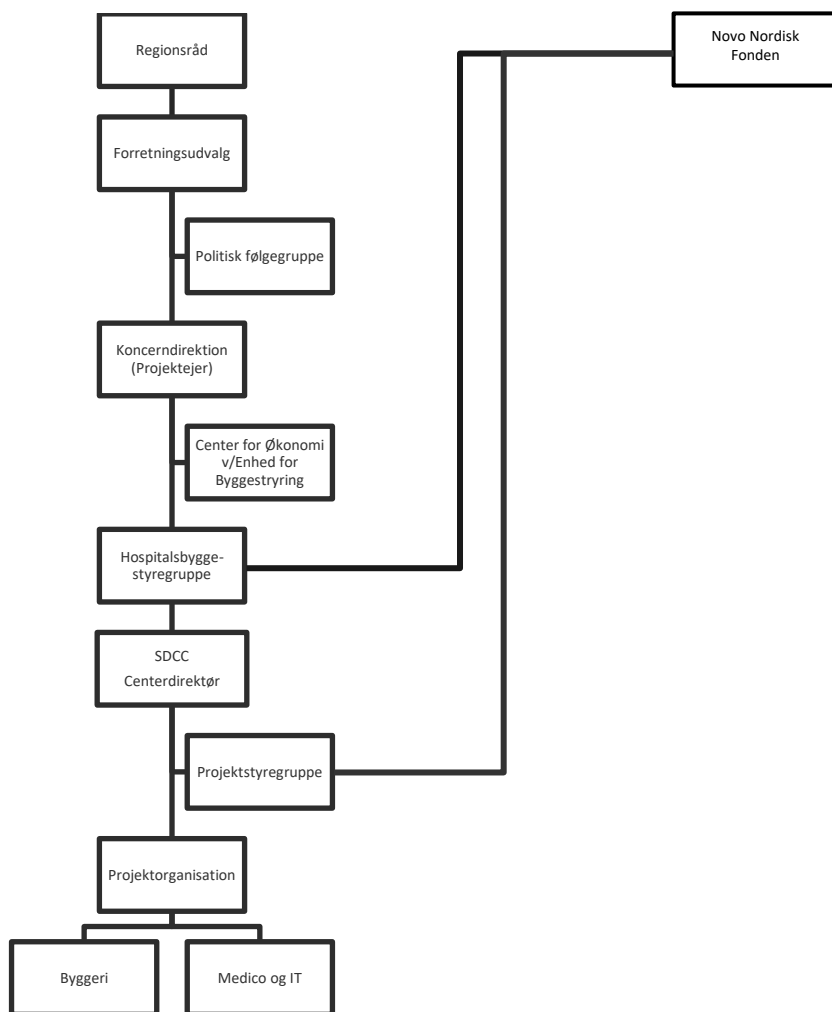 Regionsråd
Novo Nordisk
Fonden
Forretningsudvalg
Politisk følgegruppe
Koncerndirektion
(Projektejer)
Center for Økonomi
v/Enhed for
Byggestryring
Hospitalsbygge-
styregruppe
SDCC
Centerdirektør
Projektstyregruppe
Projektorganisation
Byggeri
Medico og IT